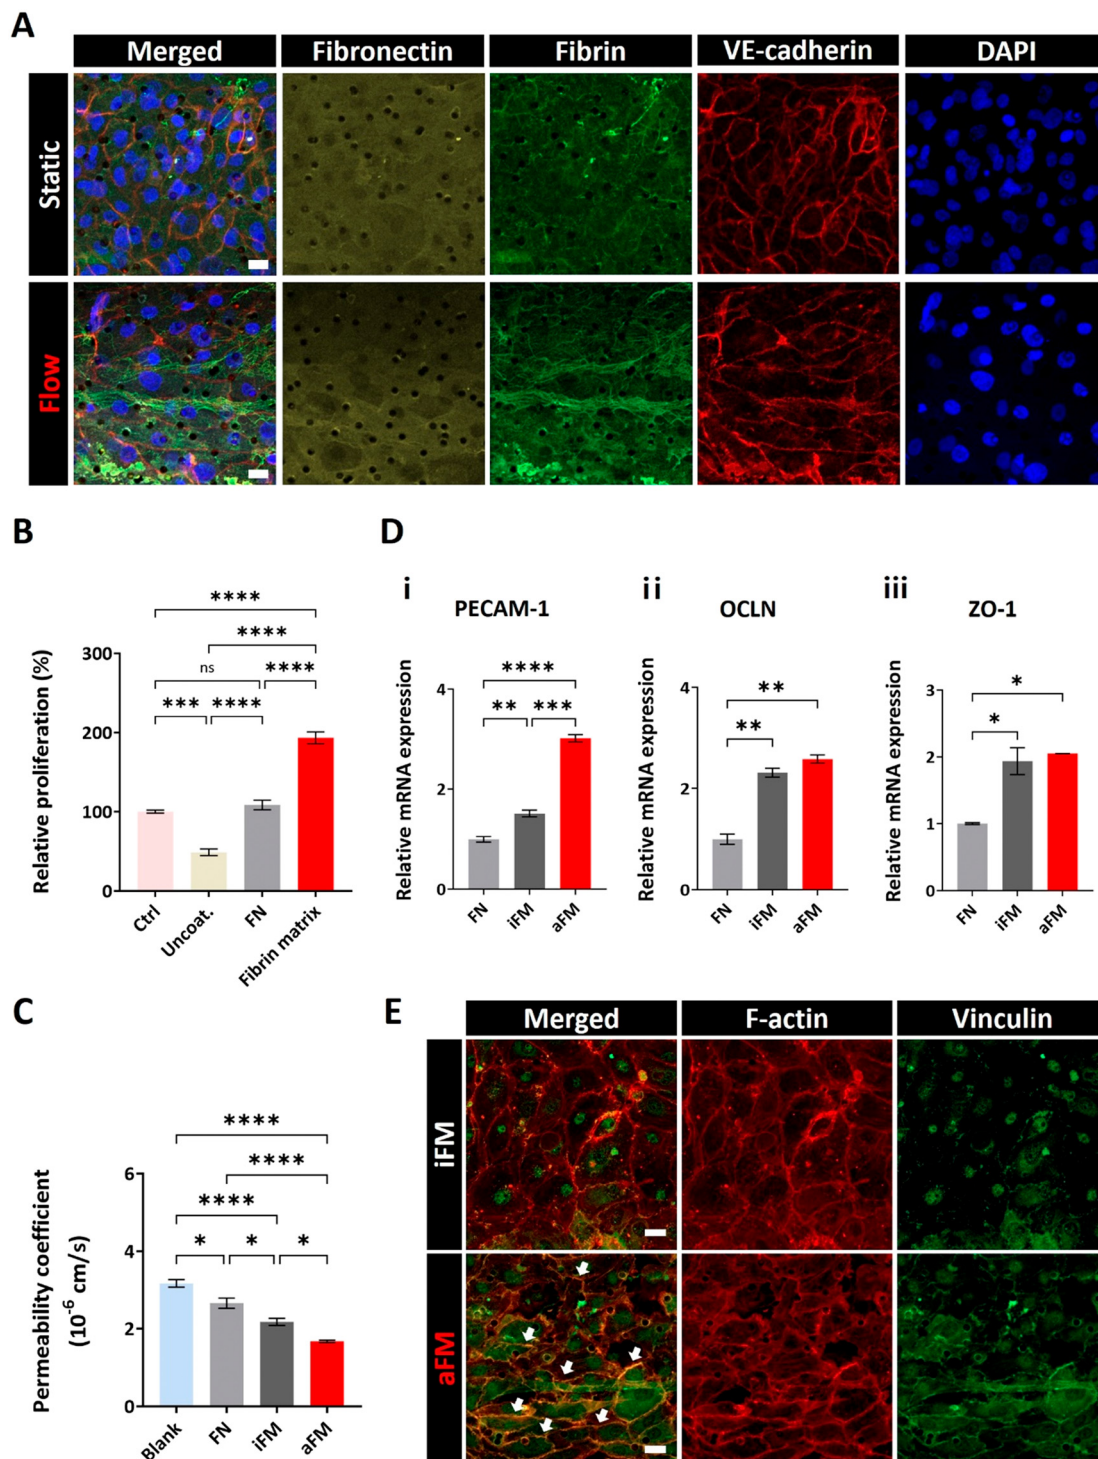 A
Merged Fibronectin Fibrin VE-cadherin DAPI
Static
Flow
B
Relative proliferation (%)
300
200
100
0
****
****
ns ****
*** ****
Ctrl Uncoat. FN Fibrin matrix
D
i
PECAM-1
Relative mRNA expression
4
2
0
****
** ***
FN iFM aFM
ii
OCLN
Relative mRNA expression
4
2
0
**
**
FN iFM aFM
iii
ZO-1
Relative mRNA expression
3
2
1
0
*
*
FN iFM aFM
C
Permeability coefficient
(10⁻⁶ cm/s)
6
4
2
0
****
****
****
* * *
Blank FN iFM aFM
E
Merged F-actin Vinculin
iFM
aFM